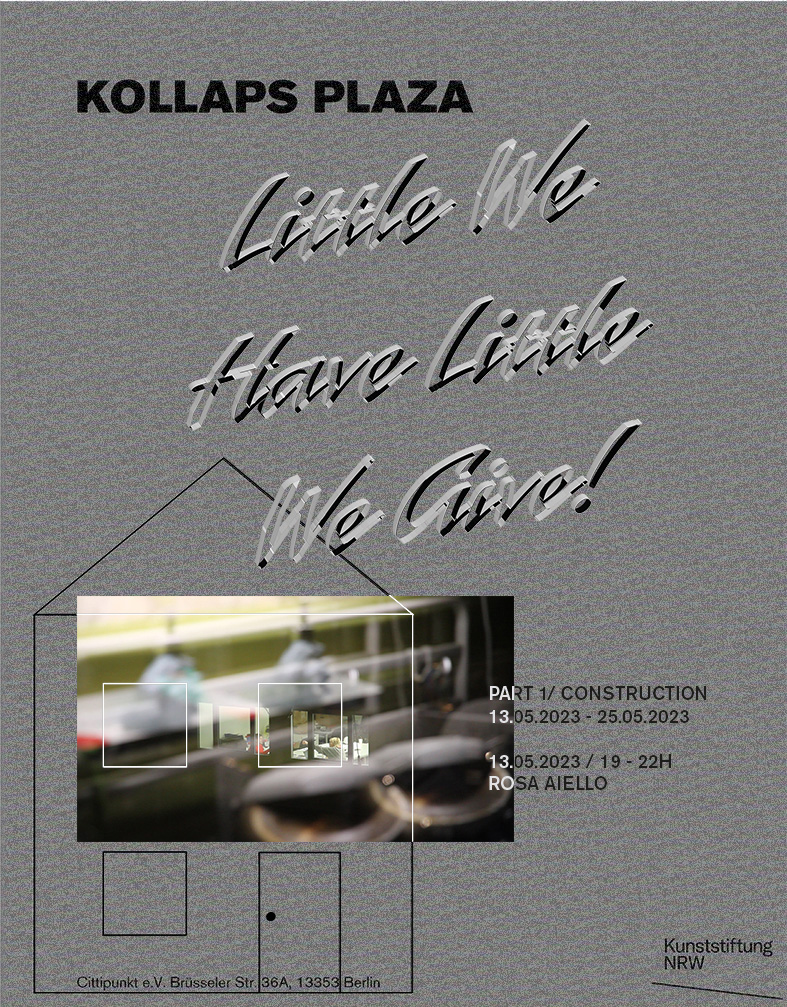 KOLLAPS PLAZA
Little We
Have Little
We Give!
PART 1/ CONSTRUCTION
13.05.2023 - 25.05.2023
13.05.2023 / 19 - 22H
ROSA AIELLO
Kunststiftung
NRW
Cittipunkt e.V. Brüsseler Str. 36A, 13353 Berlin